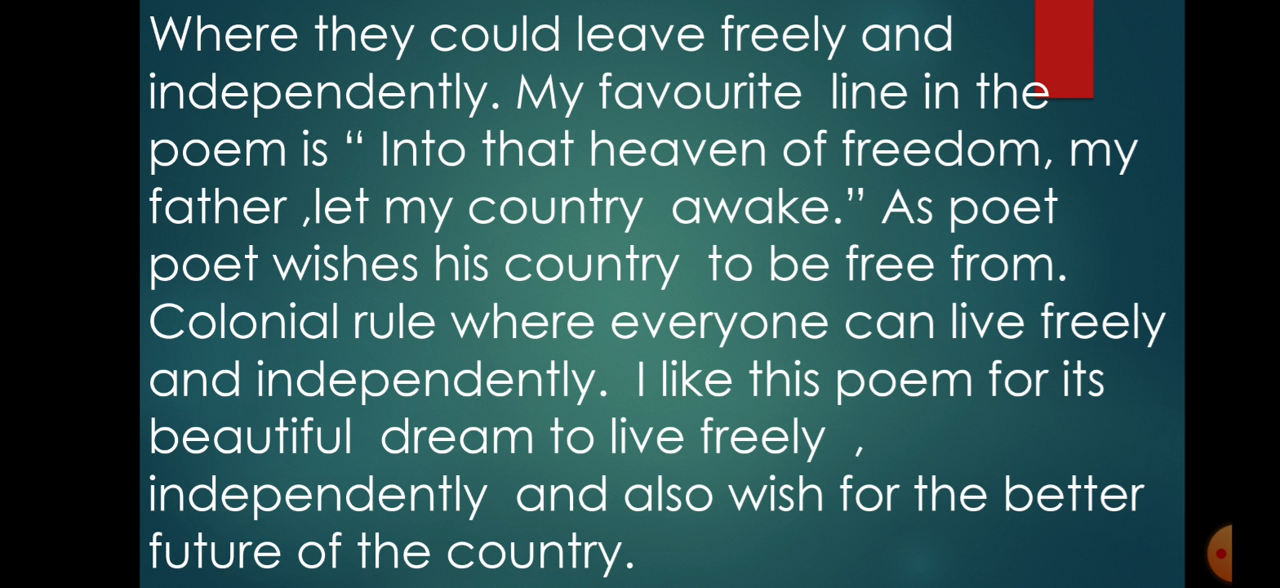 Where they could leave freely and
independently. My favourite  line in the
poem is “ Into that heaven of freedom, my
father ,let my country  awake.” As poet
poet wishes his country  to be free from.
Colonial rule where everyone can live freely
and independently.  I like this poem for its
beautiful  dream to live freely  ,
independently  and also wish for the better
future of the country.